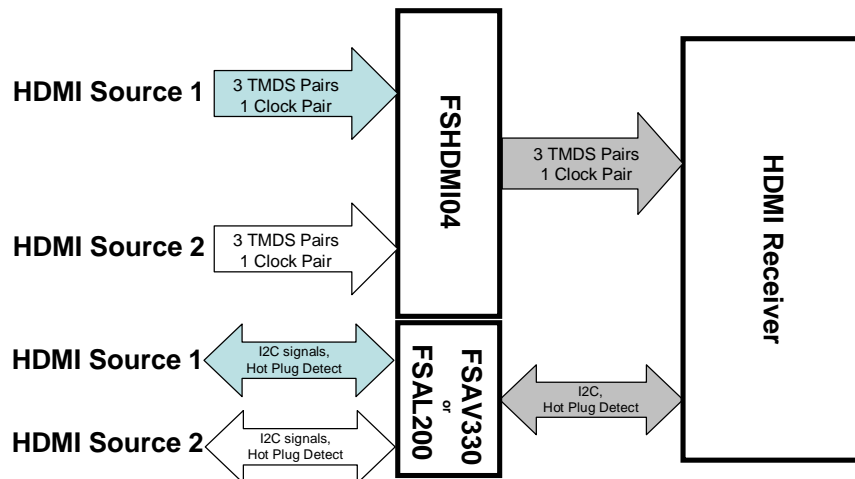 HDMI Source 1
3 TMDS Pairs
1 Clock Pair
FSHDMI04
3 TMDS Pairs
1 Clock Pair
HDMI Receiver
HDMI Source 2
3 TMDS Pairs
1 Clock Pair
HDMI Source 1
I2C signals,
Hot Plug Detect
FSAV330
or
FSAL200
I2C,
Hot Plug Detect
HDMI Source 2
I2C signals,
Hot Plug Detect